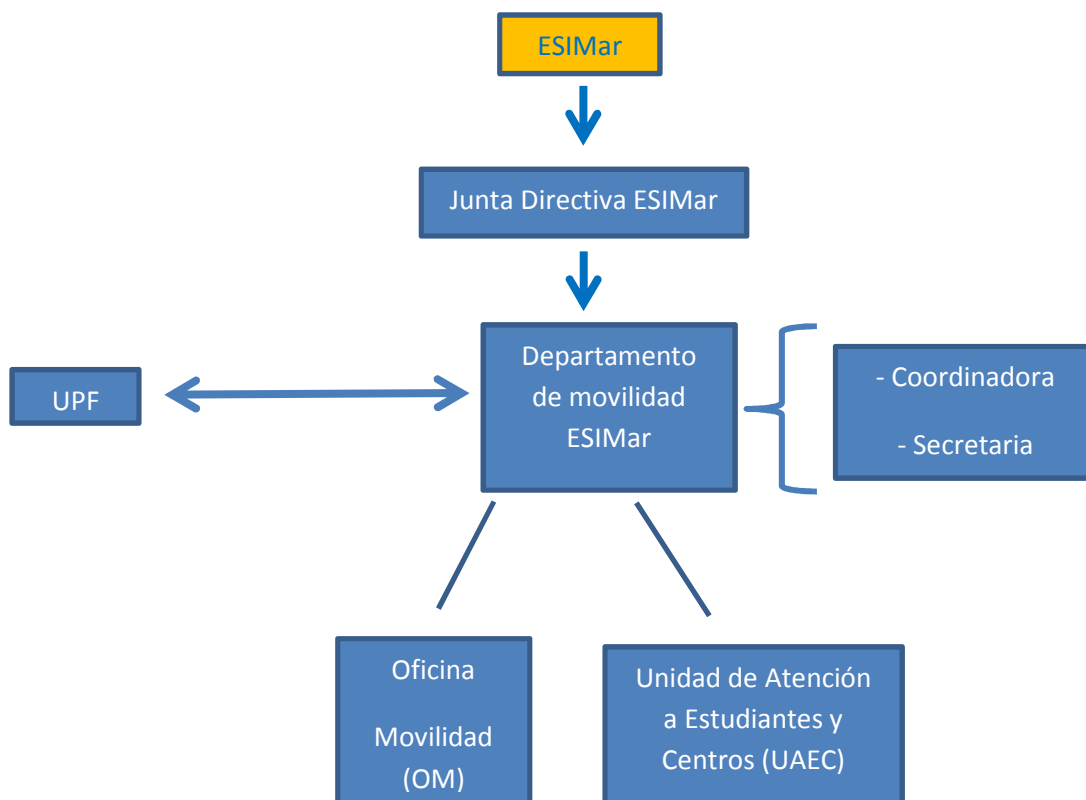 ESIMar
Junta Directiva ESIMar
Departamento
de movilidad
ESIMar
UPF
- Coordinadora
- Secretaria
Oficina
Movilidad
(OM)
Unidad de Atención
a Estudiantes y
Centros (UAEC)